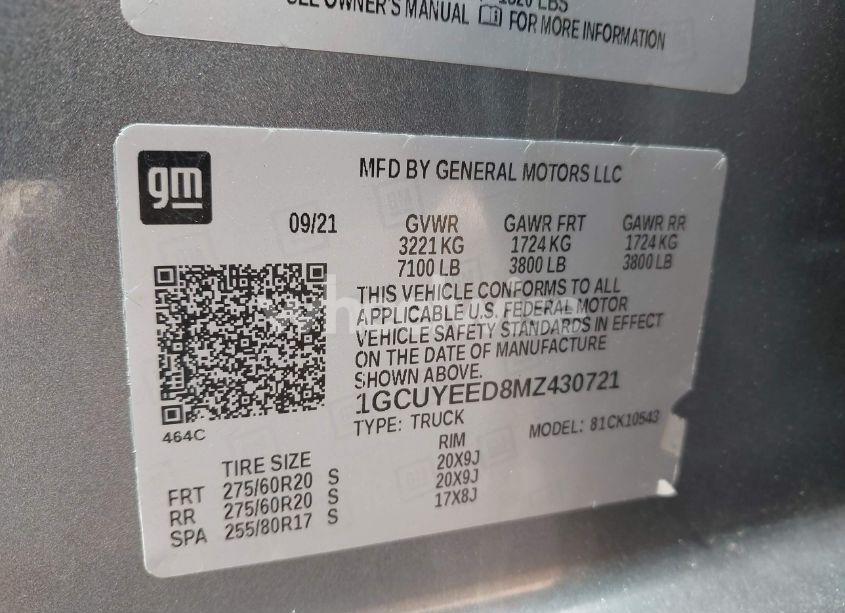 1520 LBS
SEE OWNER'S MANUAL FOR MORE INFORMATION
gm
MFD BY GENERAL MOTORS LLC
09/21 GVWR GAWR FRT GAWR RR
3221 KG 1724 KG 1724 KG
7100 LB 3800 LB 3800 LB
THIS VEHICLE CONFORMS TO ALL
APPLICABLE U.S. FEDERAL MOTOR
VEHICLE SAFETY STANDARDS IN EFFECT
ON THE DATE OF MANUFACTURE
SHOWN ABOVE.
1GCUYEED8MZ430721
464C
TYPE: TRUCK MODEL: 81CK10543
TIRE SIZE RIM
FRT 275/60R20 S 20X9J
RR 275/60R20 S 20X9J
SPA 255/80R17 S 17X8J